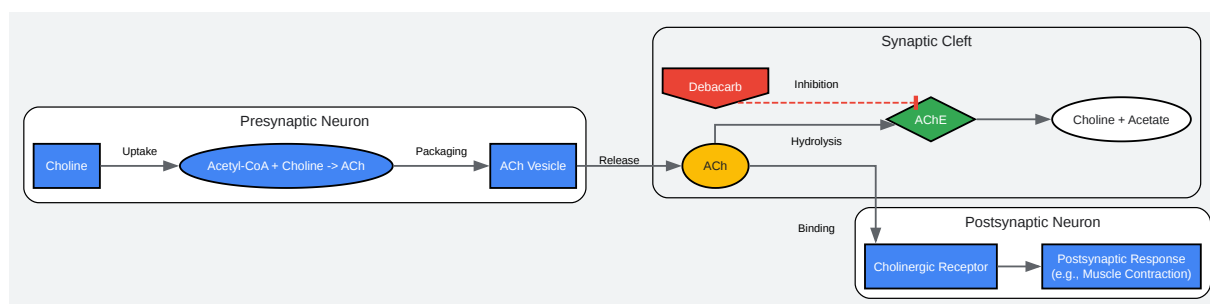 Synaptic Cleft
Debacarb
Inhibition
Presynaptic Neuron
AChE
Choline + Acetate
Hydrolysis
Choline
Uptake
Acetyl-CoA + Choline -> ACh
Packaging
ACh Vesicle
Release
ACh
Postsynaptic Neuron
Binding
Cholinergic Receptor
Postsynaptic Response
(e.g., Muscle Contraction)